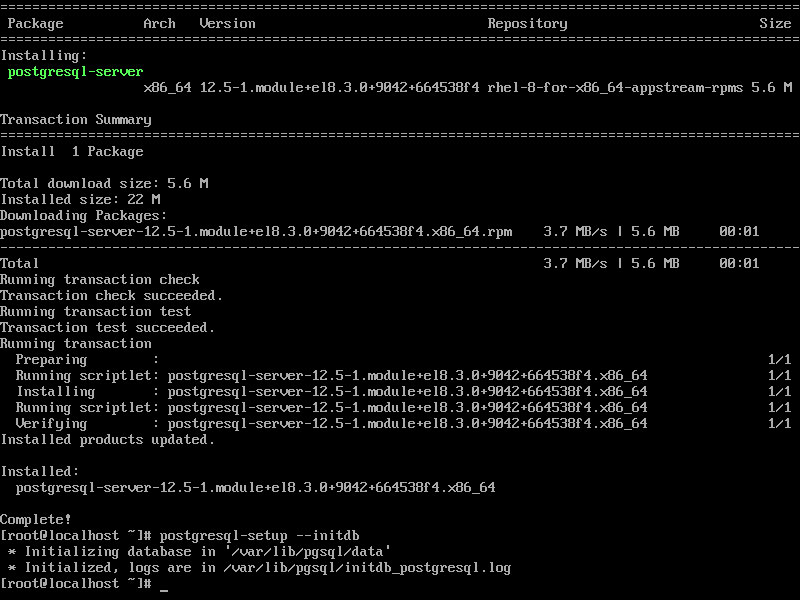 ================================================================================
 Package          Arch   Version                             Repository                        Size
================================================================================
Installing:
 postgresql-server
                  x86_64 12.5-1.module+el8.3.0+9042+664538f4 rhel-8-for-x86_64-appstream-rpms 5.6 M

Transaction Summary
================================================================================
Install  1 Package

Total download size: 5.6 M
Installed size: 22 M
Downloading Packages:
postgresql-server-12.5-1.module+el8.3.0+9042+664538f4.x86_64.rpm    3.7 MB/s | 5.6 MB     00:01
--------------------------------------------------------------------------------
Total                                                               3.7 MB/s | 5.6 MB     00:01
Running transaction check
Transaction check succeeded.
Running transaction test
Transaction test succeeded.
Running transaction
  Preparing        :                                                                            1/1
  Running scriptlet: postgresql-server-12.5-1.module+el8.3.0+9042+664538f4.x86_64               1/1
  Installing       : postgresql-server-12.5-1.module+el8.3.0+9042+664538f4.x86_64               1/1
  Running scriptlet: postgresql-server-12.5-1.module+el8.3.0+9042+664538f4.x86_64               1/1
  Verifying        : postgresql-server-12.5-1.module+el8.3.0+9042+664538f4.x86_64               1/1
Installed products updated.

Installed:
  postgresql-server-12.5-1.module+el8.3.0+9042+664538f4.x86_64

Complete!
[root@localhost ~]# postgresql-setup --initdb
 * Initializing database in '/var/lib/pgsql/data'
 * Initialized, logs are in /var/lib/pgsql/initdb_postgresql.log
[root@localhost ~]# _